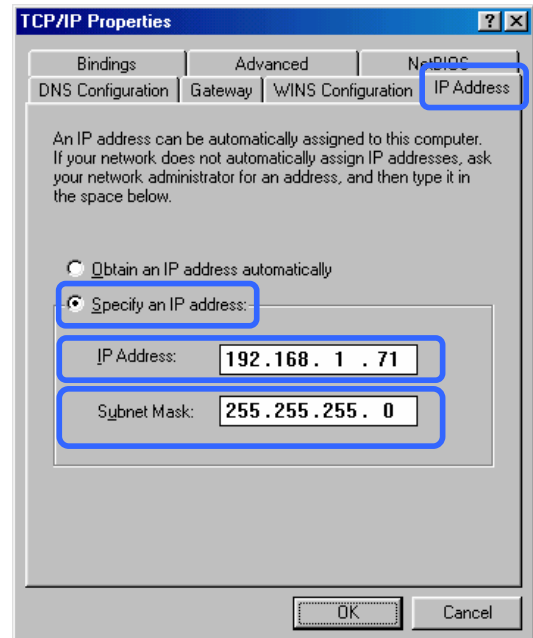 TCP/IP Properties
Bindings Advanced NetBIOS
DNS Configuration Gateway WINS Configuration IP Address
An IP address can be automatically assigned to this computer.
If your network does not automatically assign IP addresses, ask
your network administrator for an address, and then type it in
the space below.
Obtain an IP address automatically
Specify an IP address:
IP Address: 192.168. 1 .71
Subnet Mask: 255.255.255. 0
OK Cancel